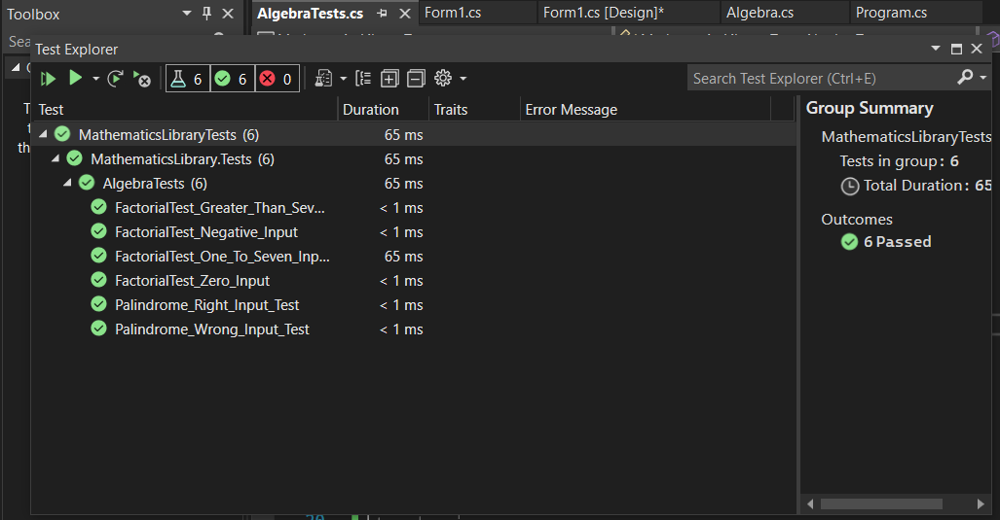 Toolbox
AlgebraTests.cs
Form1.cs
Form1.cs [Design]*
Algebra.cs
Program.cs
Sea
Test Explorer
6
6
0
Search Test Explorer (Ctrl+E)
Test
Duration
Traits
Error Message
Group Summary
MathematicsLibraryTests (6)
65 ms
MathematicsLibraryTests
MathematicsLibrary.Tests (6)
65 ms
Tests in group: 6
AlgebraTests (6)
65 ms
Total Duration: 65
FactorialTest_Greater_Than_Sev...
< 1 ms
FactorialTest_Negative_Input
< 1 ms
Outcomes
FactorialTest_One_To_Seven_Inp...
65 ms
6 Passed
FactorialTest_Zero_Input
< 1 ms
Palindrome_Right_Input_Test
< 1 ms
Palindrome_Wrong_Input_Test
< 1 ms